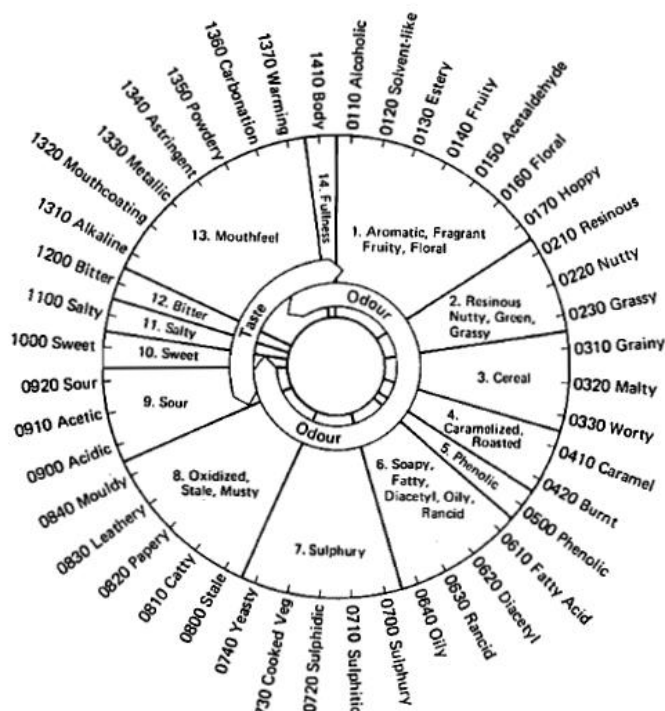 0110 Alcoholic
0120 Solvent-like
0130 Estery
0140 Fruity
0150 Acetaldehyde
0160 Floral
0170 Hoppy
0210 Resinous
0220 Nutty
0230 Grassy
0310 Grainy
0320 Malty
0330 Worty
0410 Caramel
0420 Burnt
0500 Phenolic
0610 Fatty Acid
0620 Diacetyl
0630 Rancid
0640 Oily
0700 Sulphury
0710 Sulphitic
0720 Sulphidic
730 Cooked Veg
0740 Yeasty
0800 Stale
0810 Catty
0820 Papery
0830 Leathery
0840 Mouldy
0900 Acidic
0910 Acetic
0920 Sour
1000 Sweet
1100 Salty
1200 Bitter
1310 Alkaline
1320 Mouthcoating
1330 Metallic
1340 Astringent
1350 Powdery
1360 Carbonation
1370 Warming
1410 Body
1. Aromatic, Fragrant
Fruity, Floral
2. Resinous
Nutty, Green,
Grassy
3. Cereal
4.
Caramelized,
Roasted
5. Phenolic
6. Soapy,
Fatty,
Diacetyl, Oily,
Rancid
7. Sulphury
8. Oxidized,
Stale, Musty
9. Sour
10. Sweet
11. Salty
12. Bitter
13. Mouthfeel
14. Fullness
Odour
Taste
Odour